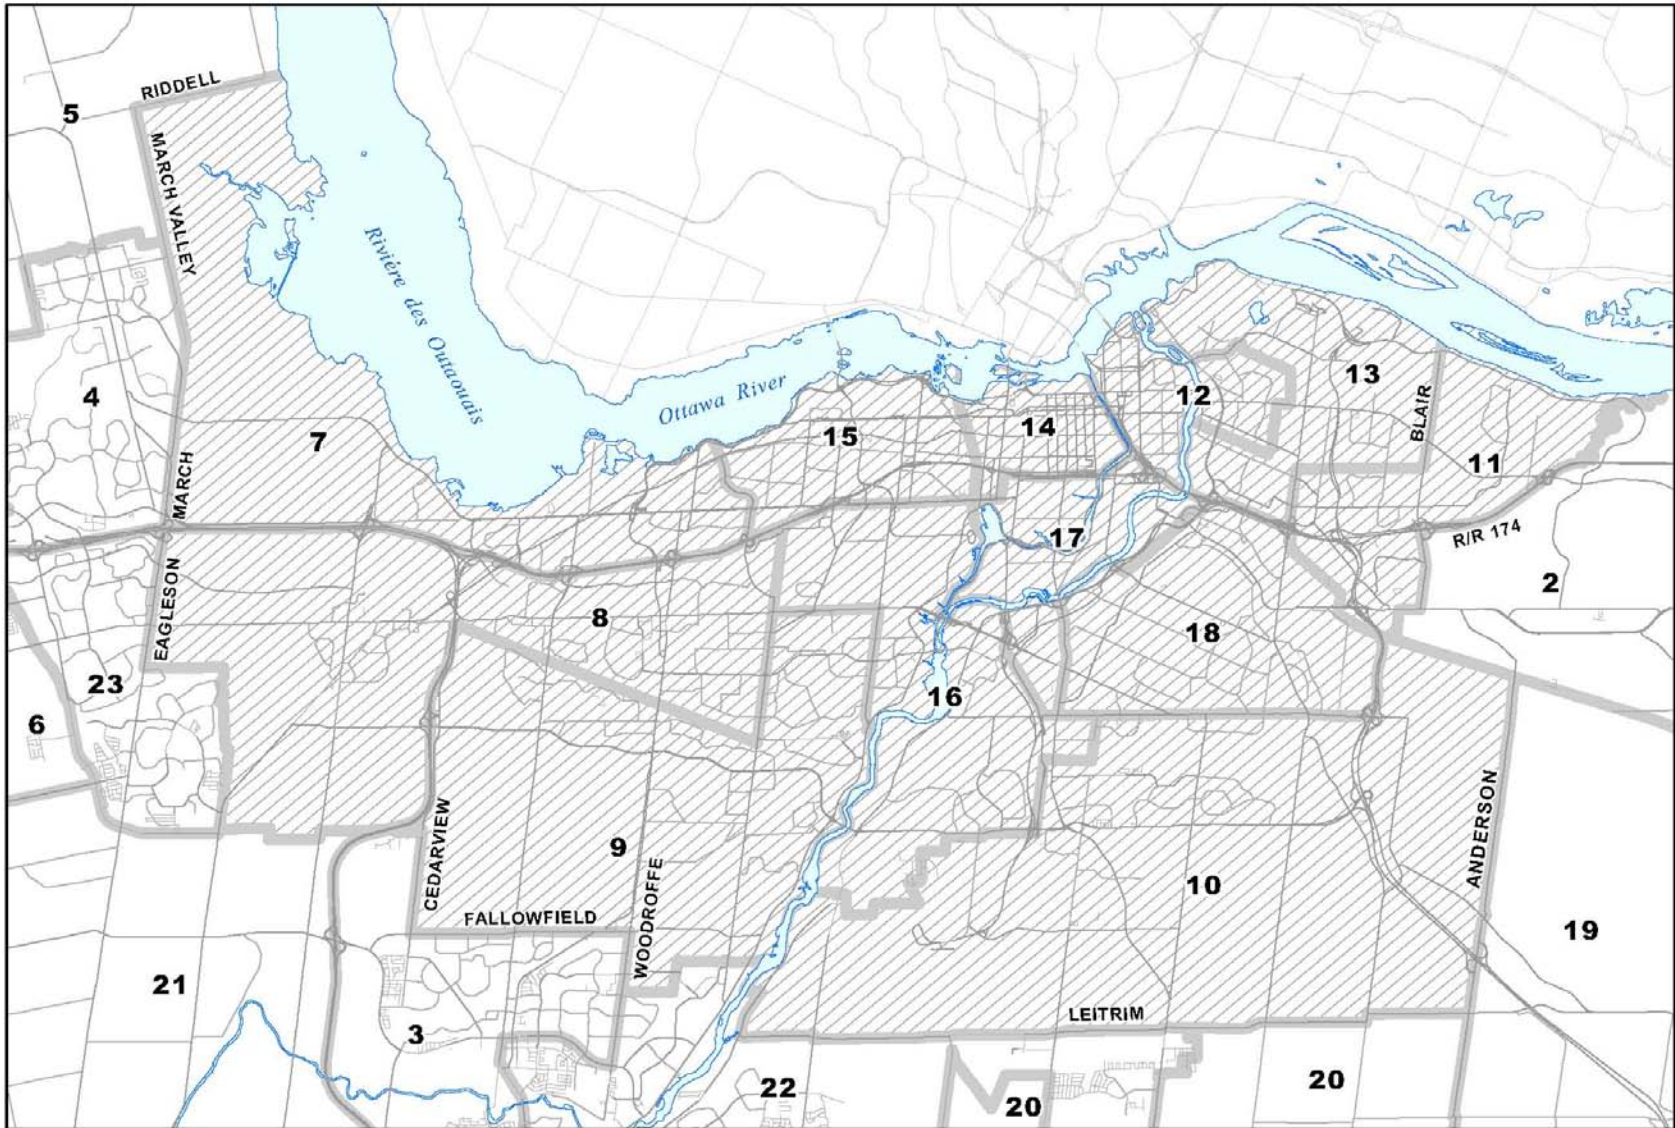 RIDDELL
5
MARCH VALLEY
Rivière des Outaouais
4
13
12
Ottawa River
BLAIR
15
14
7
11
MARCH
R/R 174
17
2
EAGLESON
8
18
23
16
6
ANDERSON
CEDARVIEW
9
WOODROFFE
10
FALLOWFIELD
19
21
LEITRIM
3
22
20
20